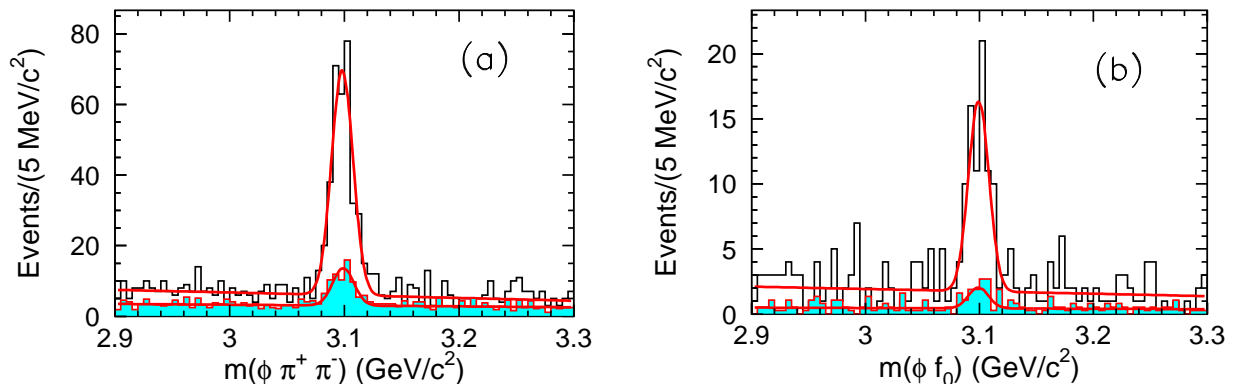 (a)
Events/(5 MeV/c²)
80
60
40
20
0
2.9 3 3.1 3.2 3.3
m(ϕ π⁺ π⁻) (GeV/c²)
(b)
Events/(5 MeV/c²)
20
15
10
5
0
2.9 3 3.1 3.2 3.3
m(ϕ f₀) (GeV/c²)